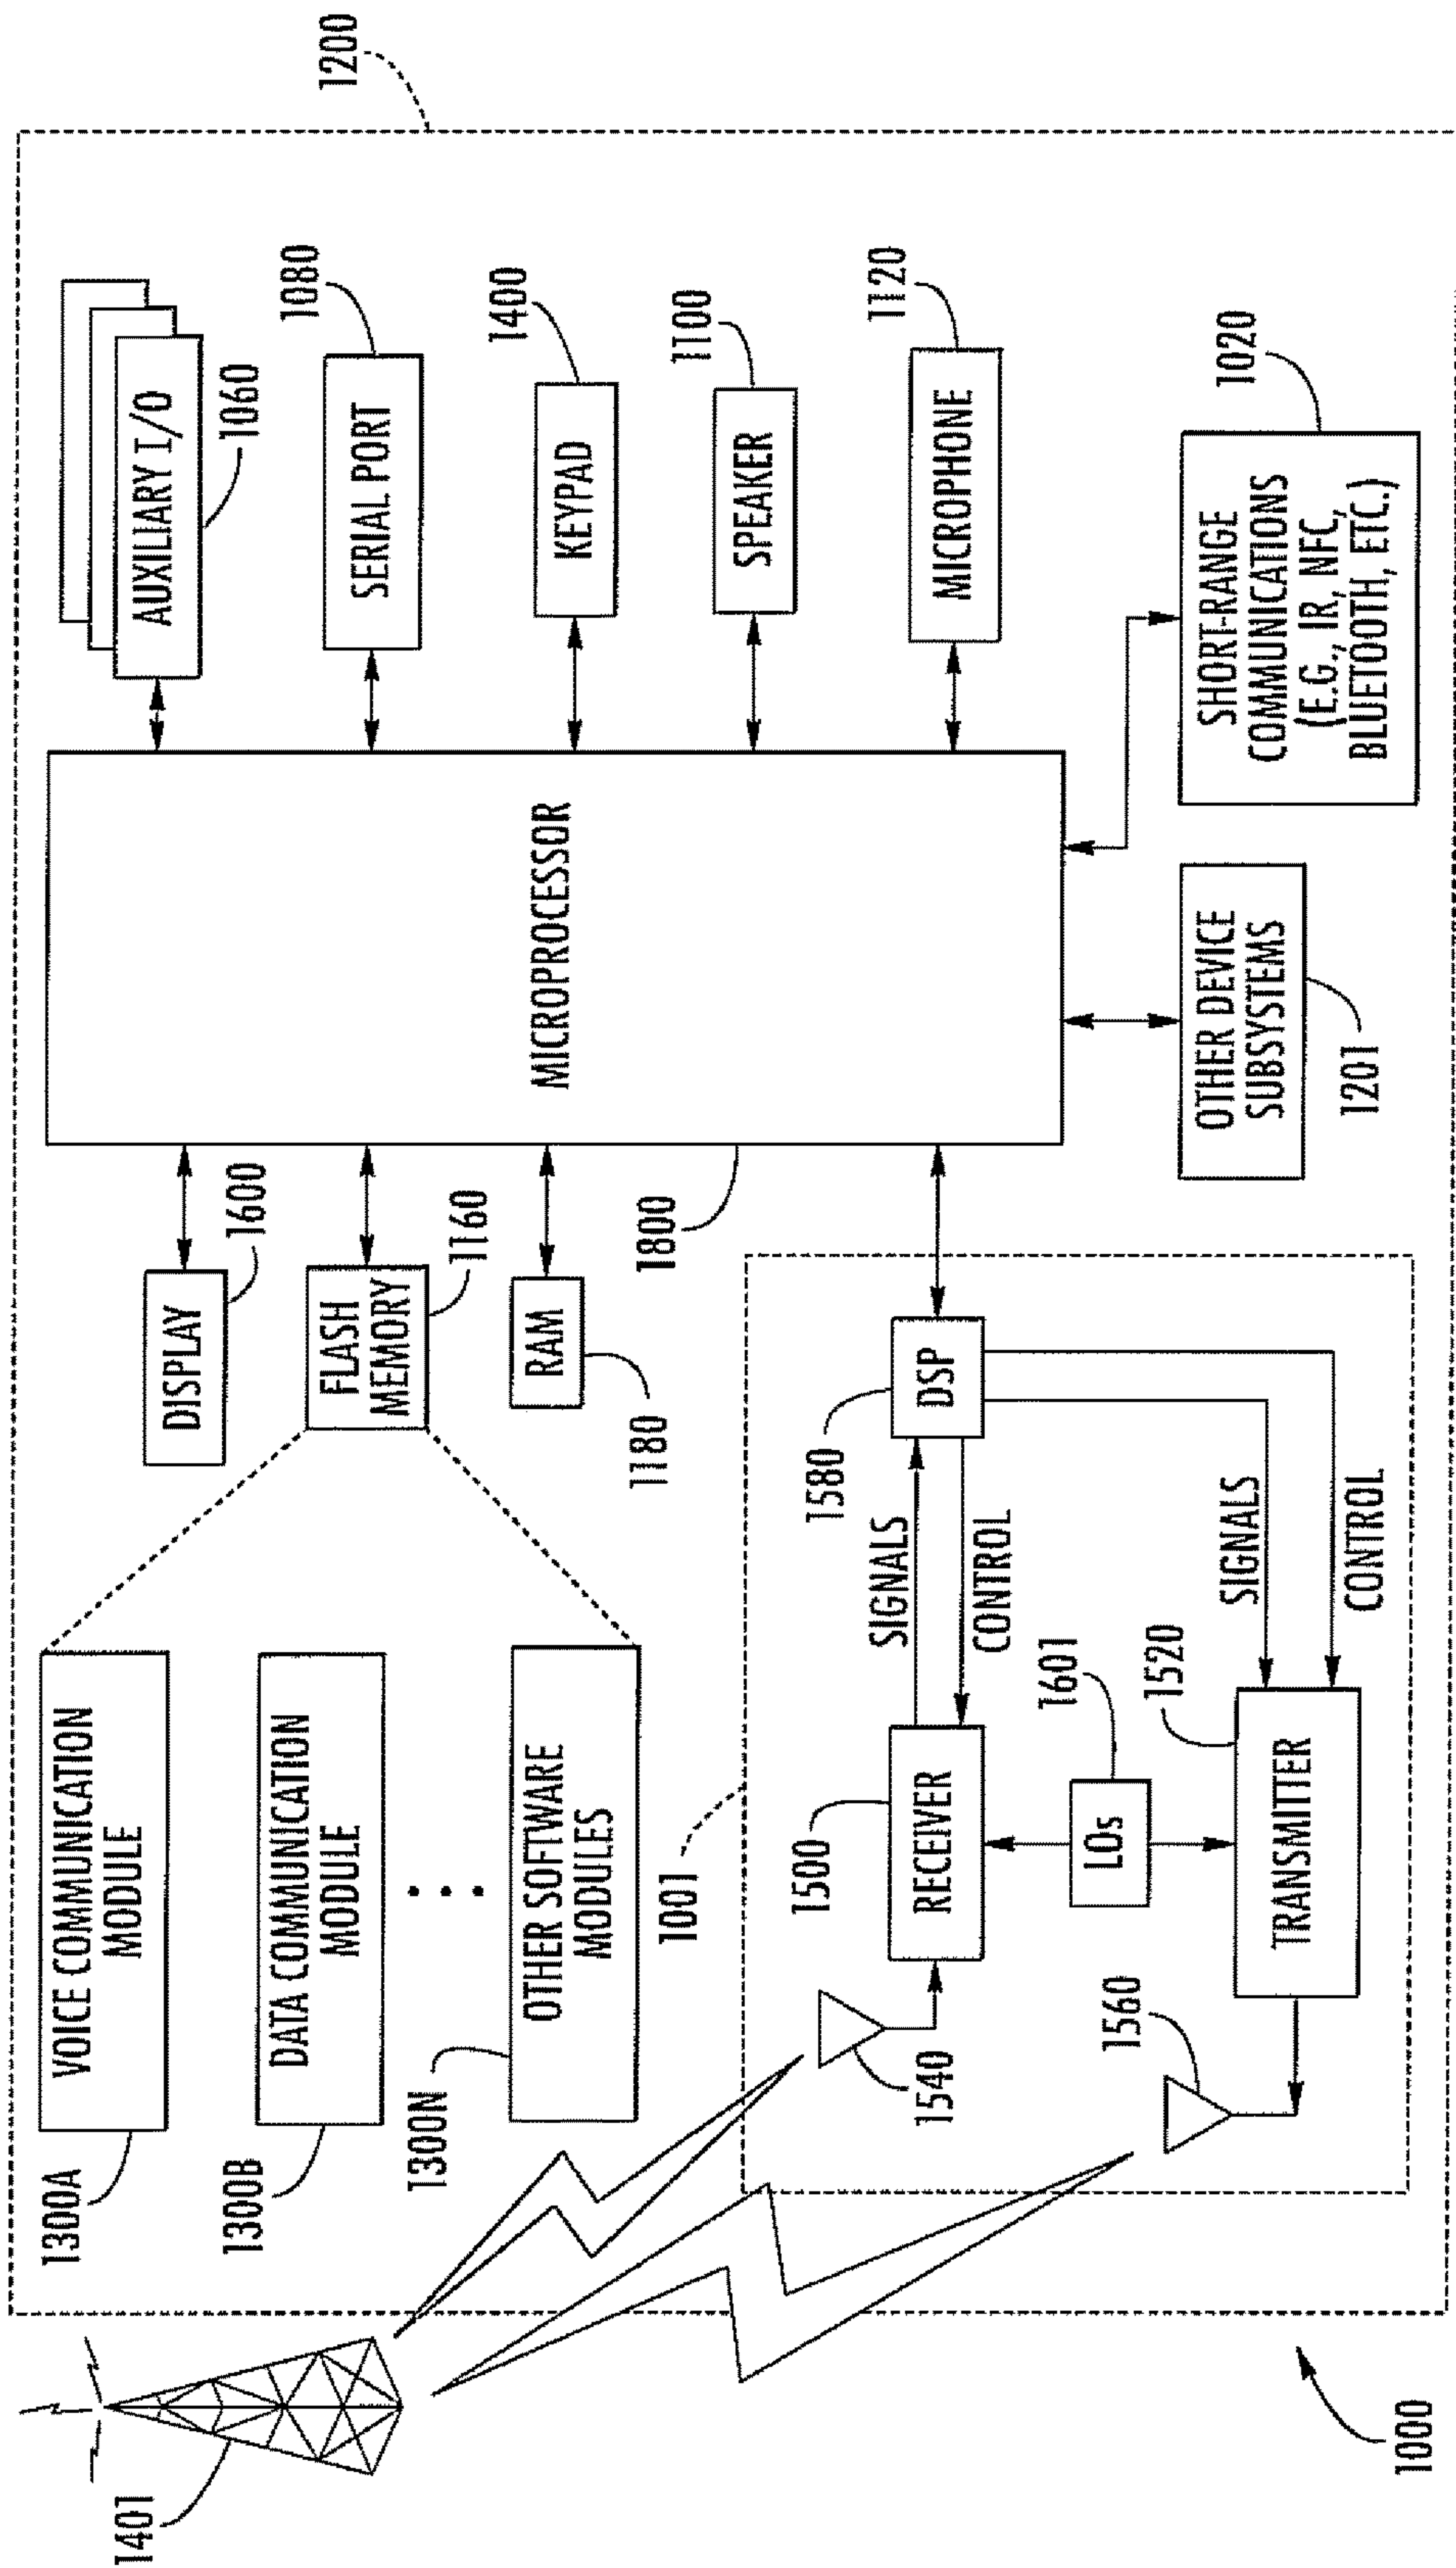 1401
1300A
VOICE COMMUNICATION
MODULE
1300B
DATA COMMUNICATION
MODULE
1300N
OTHER SOFTWARE
MODULES
DISPLAY
1600
FLASH
MEMORY
1160
RAM
1180
MICROPROCESSOR
1800
AUXILIARY I/O
1060
SERIAL PORT
1080
KEYPAD
1400
SPEAKER
1100
MICROPHONE
1120
1200
1001
1500
RECEIVER
1540
SIGNALS
CONTROL
1580
DSP
1601
LOs
1560
1520
TRANSMITTER
SIGNALS
CONTROL
OTHER DEVICE
SUBSYSTEMS
1201
SHORT-RANGE
COMMUNICATIONS
(E.G., IR, NFC,
BLUETOOTH, ETC.)
1020
1000